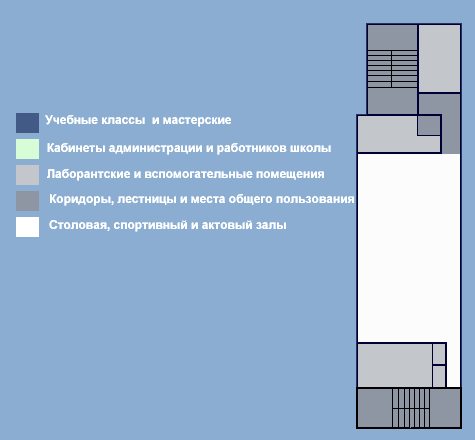 Учебные классы и мастерские
Кабинеты администрации и работников школы
Лаборантские и вспомогательные помещения
Коридоры, лестницы и места общего пользования
Столовая, спортивный и актовый залы